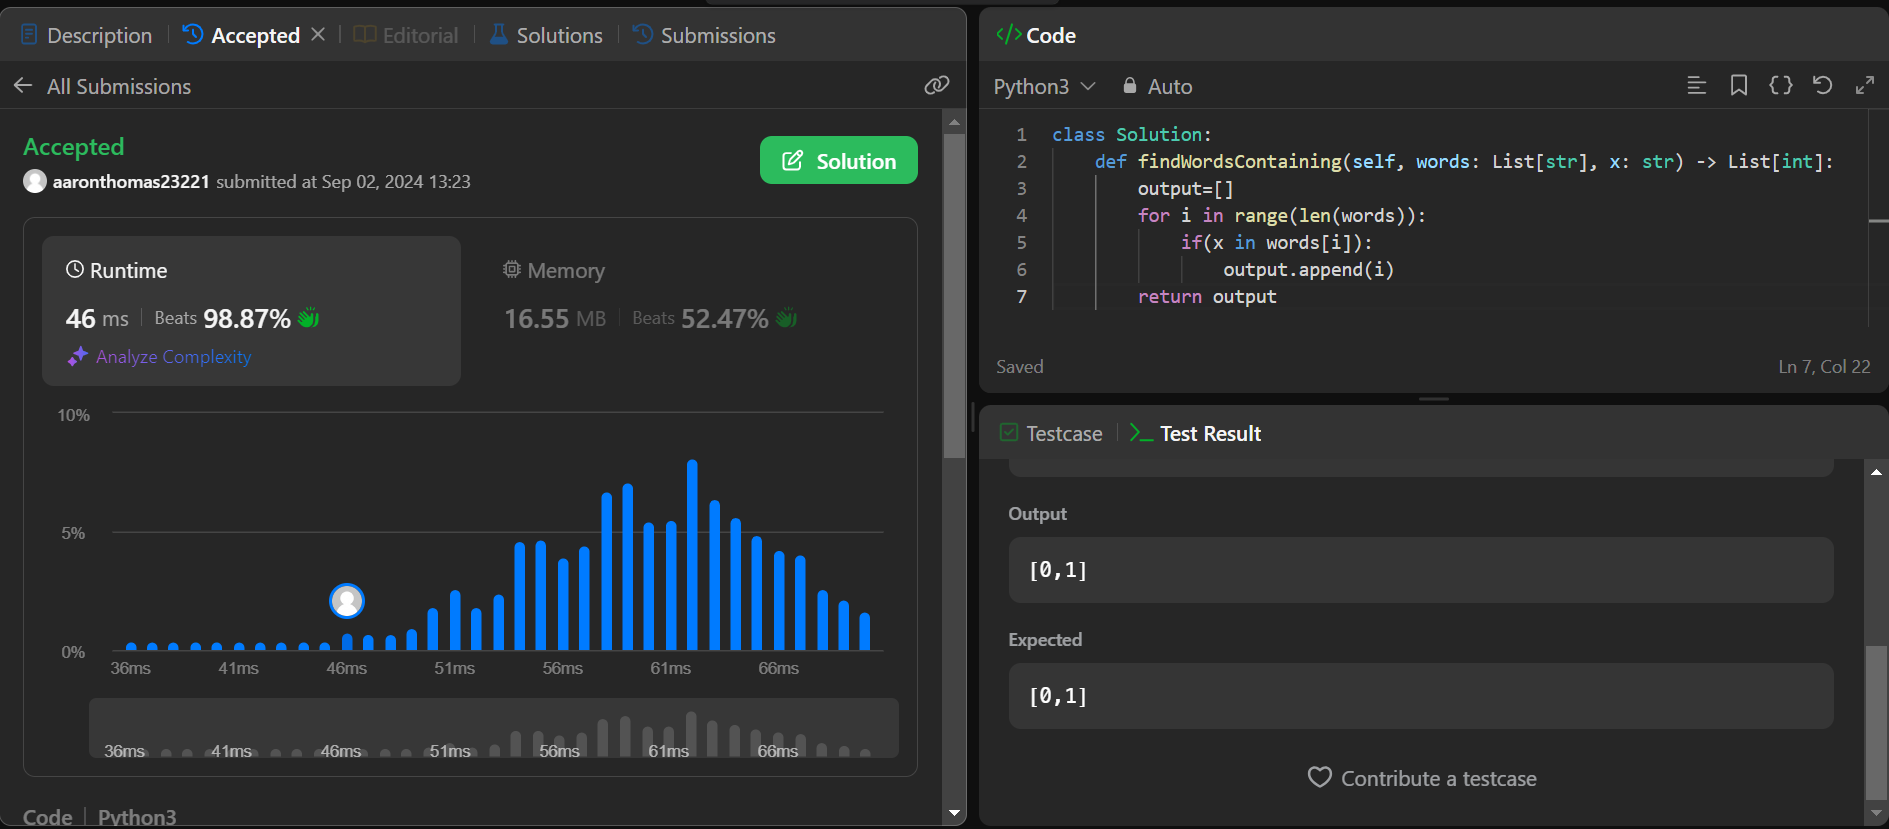 Description
Accepted
Editorial
Solutions
Submissions
All Submissions
Accepted
aaronthomas23221 submitted at Sep 02, 2024 13:23
Solution
Runtime
46 ms
Beats 98.87%
Analyze Complexity
Memory
16.55 MB
Beats 52.47%
10%
5%
0%
36ms 41ms 46ms 51ms 56ms 61ms 66ms
36ms 41ms 46ms 51ms 56ms 61ms 66ms
Code
Python3
</> Code
Python3
Auto
1 class Solution:
2     def findWordsContaining(self, words: List[str], x: str) -> List[int]:
3         output=[]
4         for i in range(len(words)):
5             if(x in words[i]):
6                 output.append(i)
7         return output
Saved
Ln 7, Col 22
Testcase
Test Result
Output
[0,1]
Expected
[0,1]
Contribute a testcase